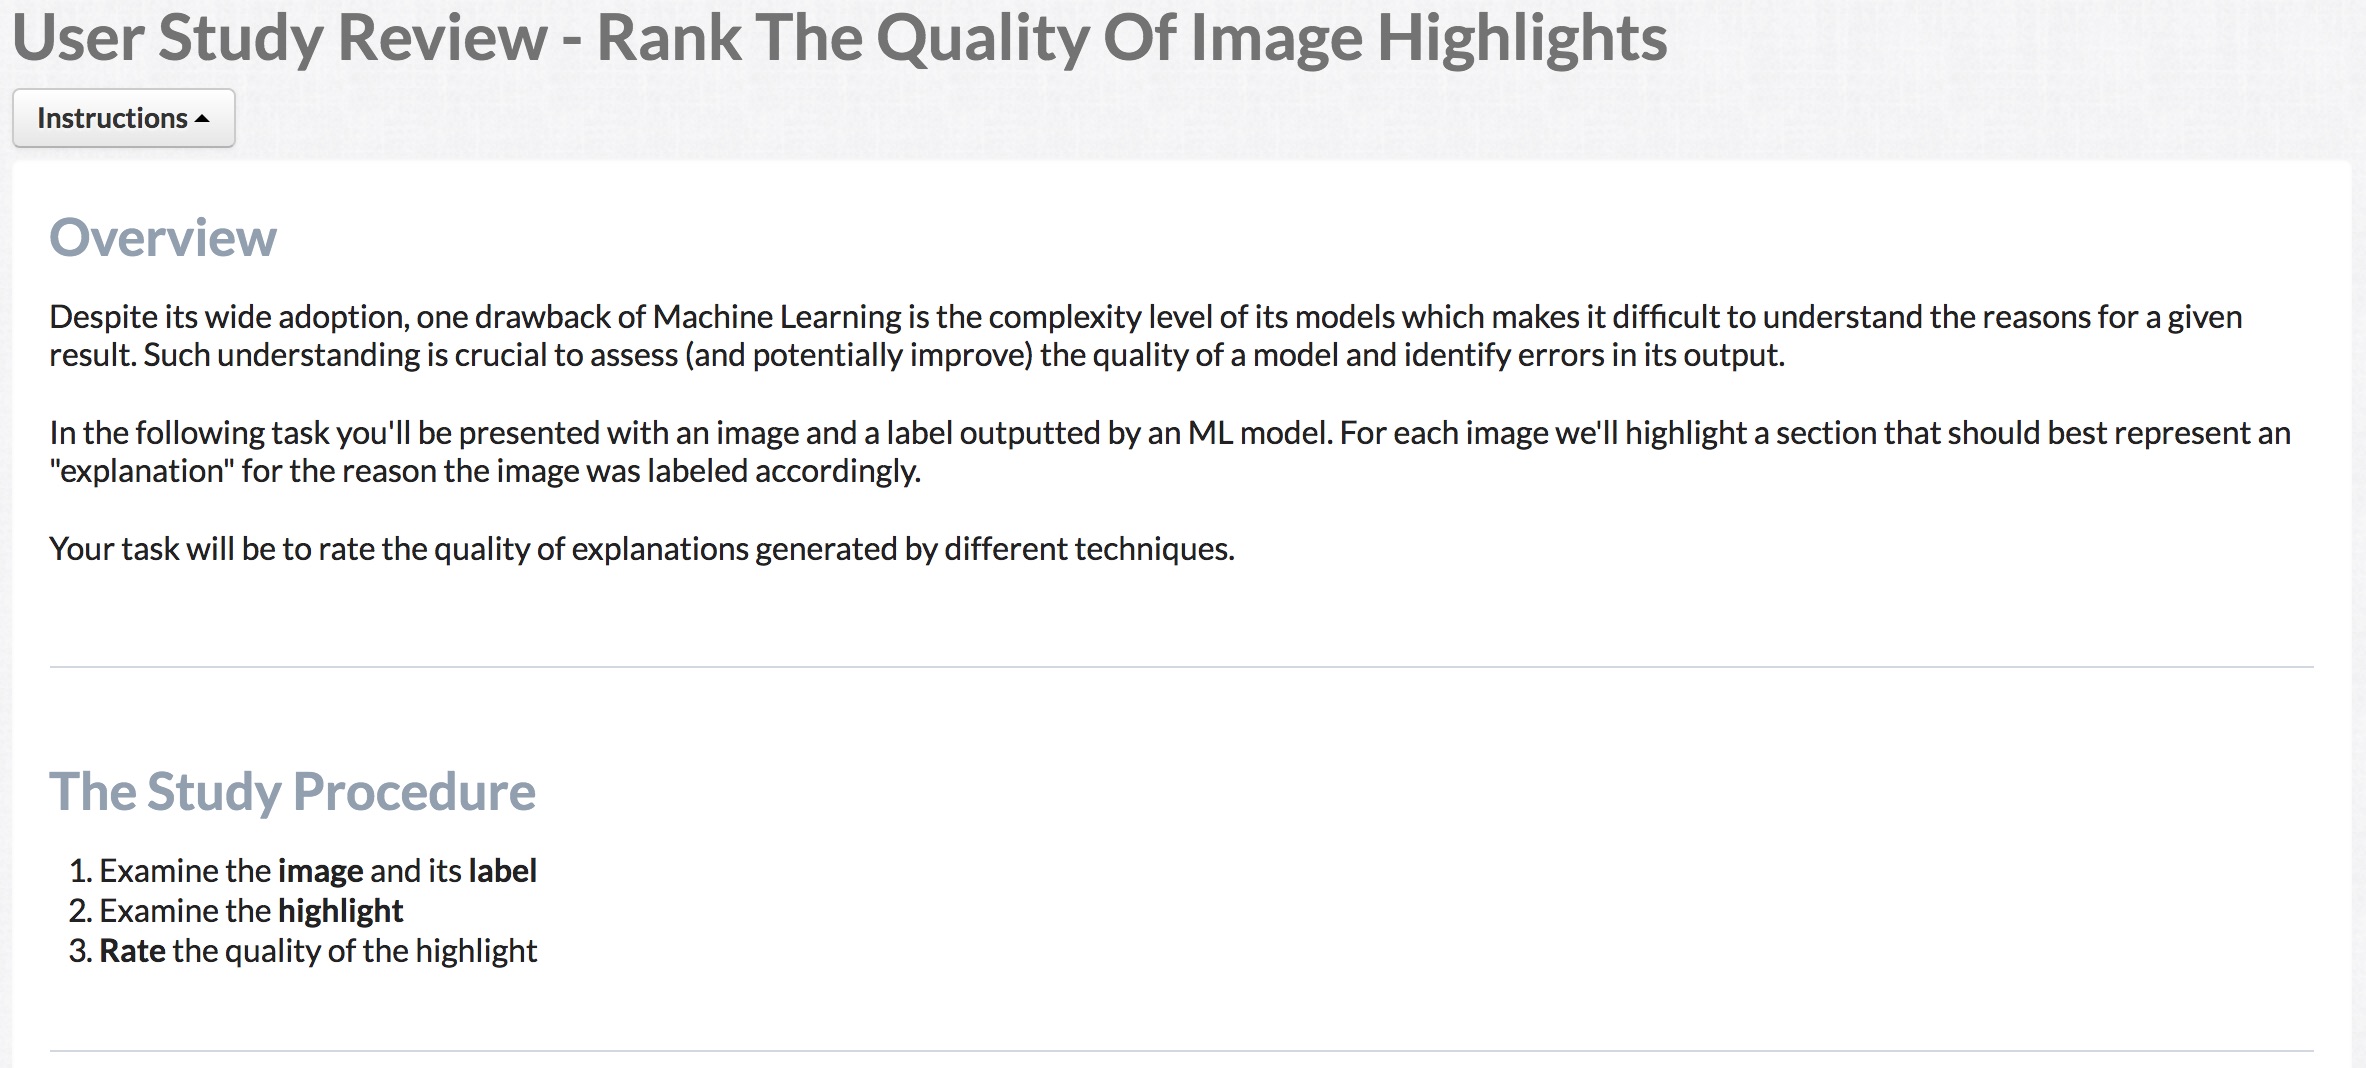 User Study Review - Rank The Quality Of Image Highlights
Instructions
Overview
Despite its wide adoption, one drawback of Machine Learning is the complexity level of its models which makes it difficult to understand the reasons for a given
result. Such understanding is crucial to assess (and potentially improve) the quality of a model and identify errors in its output.
In the following task you'll be presented with an image and a label outputted by an ML model. For each image we'll highlight a section that should best represent an
"explanation" for the reason the image was labeled accordingly.
Your task will be to rate the quality of explanations generated by different techniques.
The Study Procedure
1. Examine the image and its label
2. Examine the highlight
3. Rate the quality of the highlight